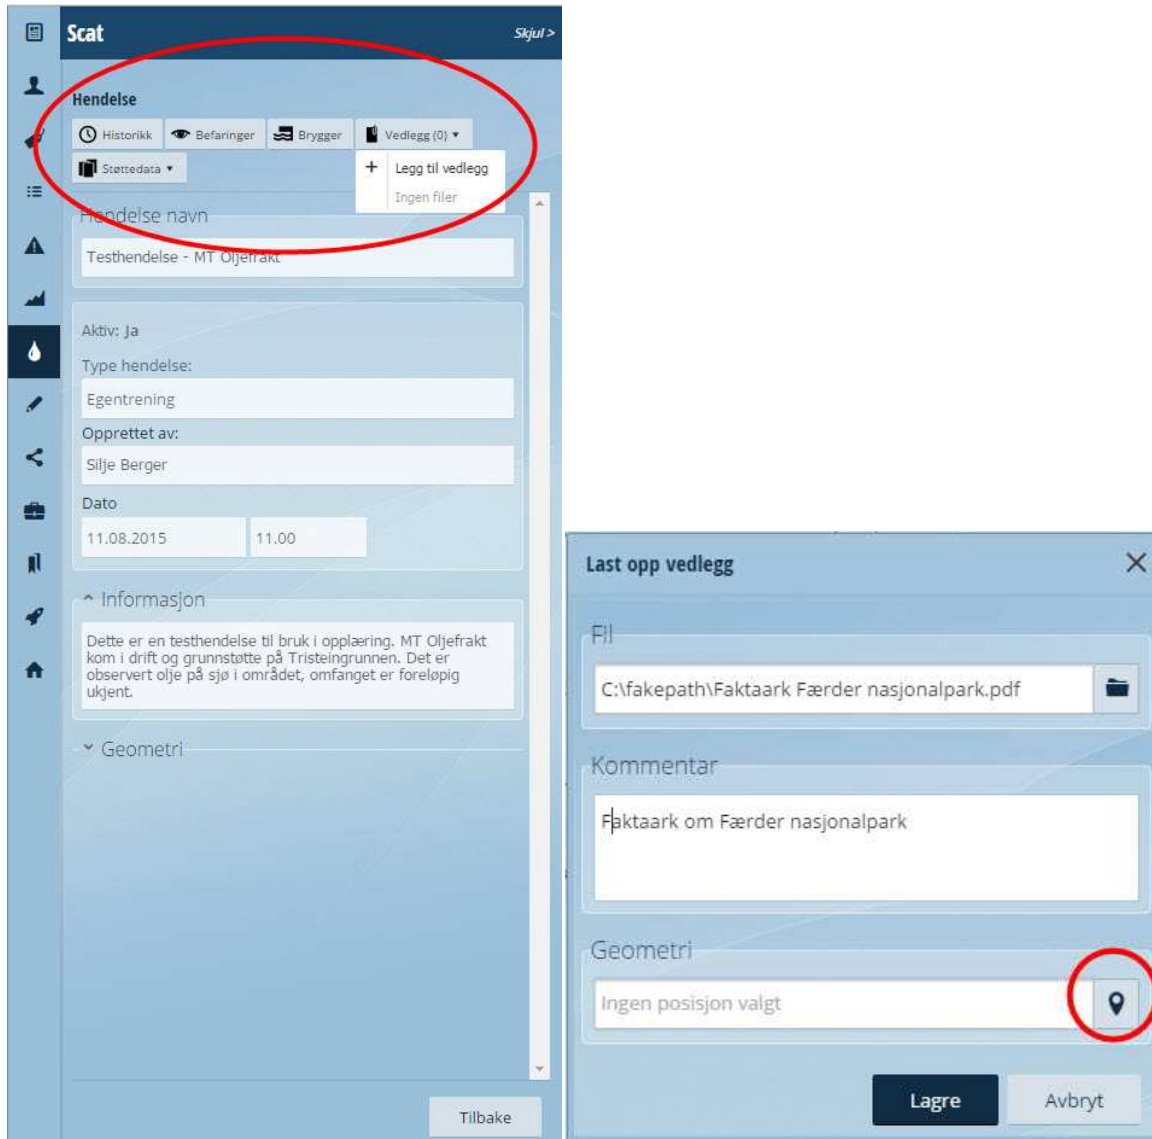 Scat
Skjul >
Hendelse
Historikk
Befaringer
Brygger
Vedlegg (0)
Støttedata
+ Legg til vedlegg
Ingen filer
Hendelse navn
Testhendelse - MT Oljefrakt
Aktiv: Ja
Type hendelse:
Egentrening
Opprettet av:
Silje Berger
Dato
11.08.2015
11.00
Informasjon
Dette er en testhendelse til bruk i opplæring. MT Oljefrakt
kom i drift og grunnstøtte på Tristeingrunnen. Det er
observert olje på sjø i området, omfanget er foreløpig
ukjent.
Geometri
Tilbake
Last opp vedlegg
Fil
C:\fakepath\Faktaark Færder nasjonalpark.pdf
Kommentar
Faktaark om Færder nasjonalpark
Geometri
Ingen posisjon valgt
Lagre
Avbryt